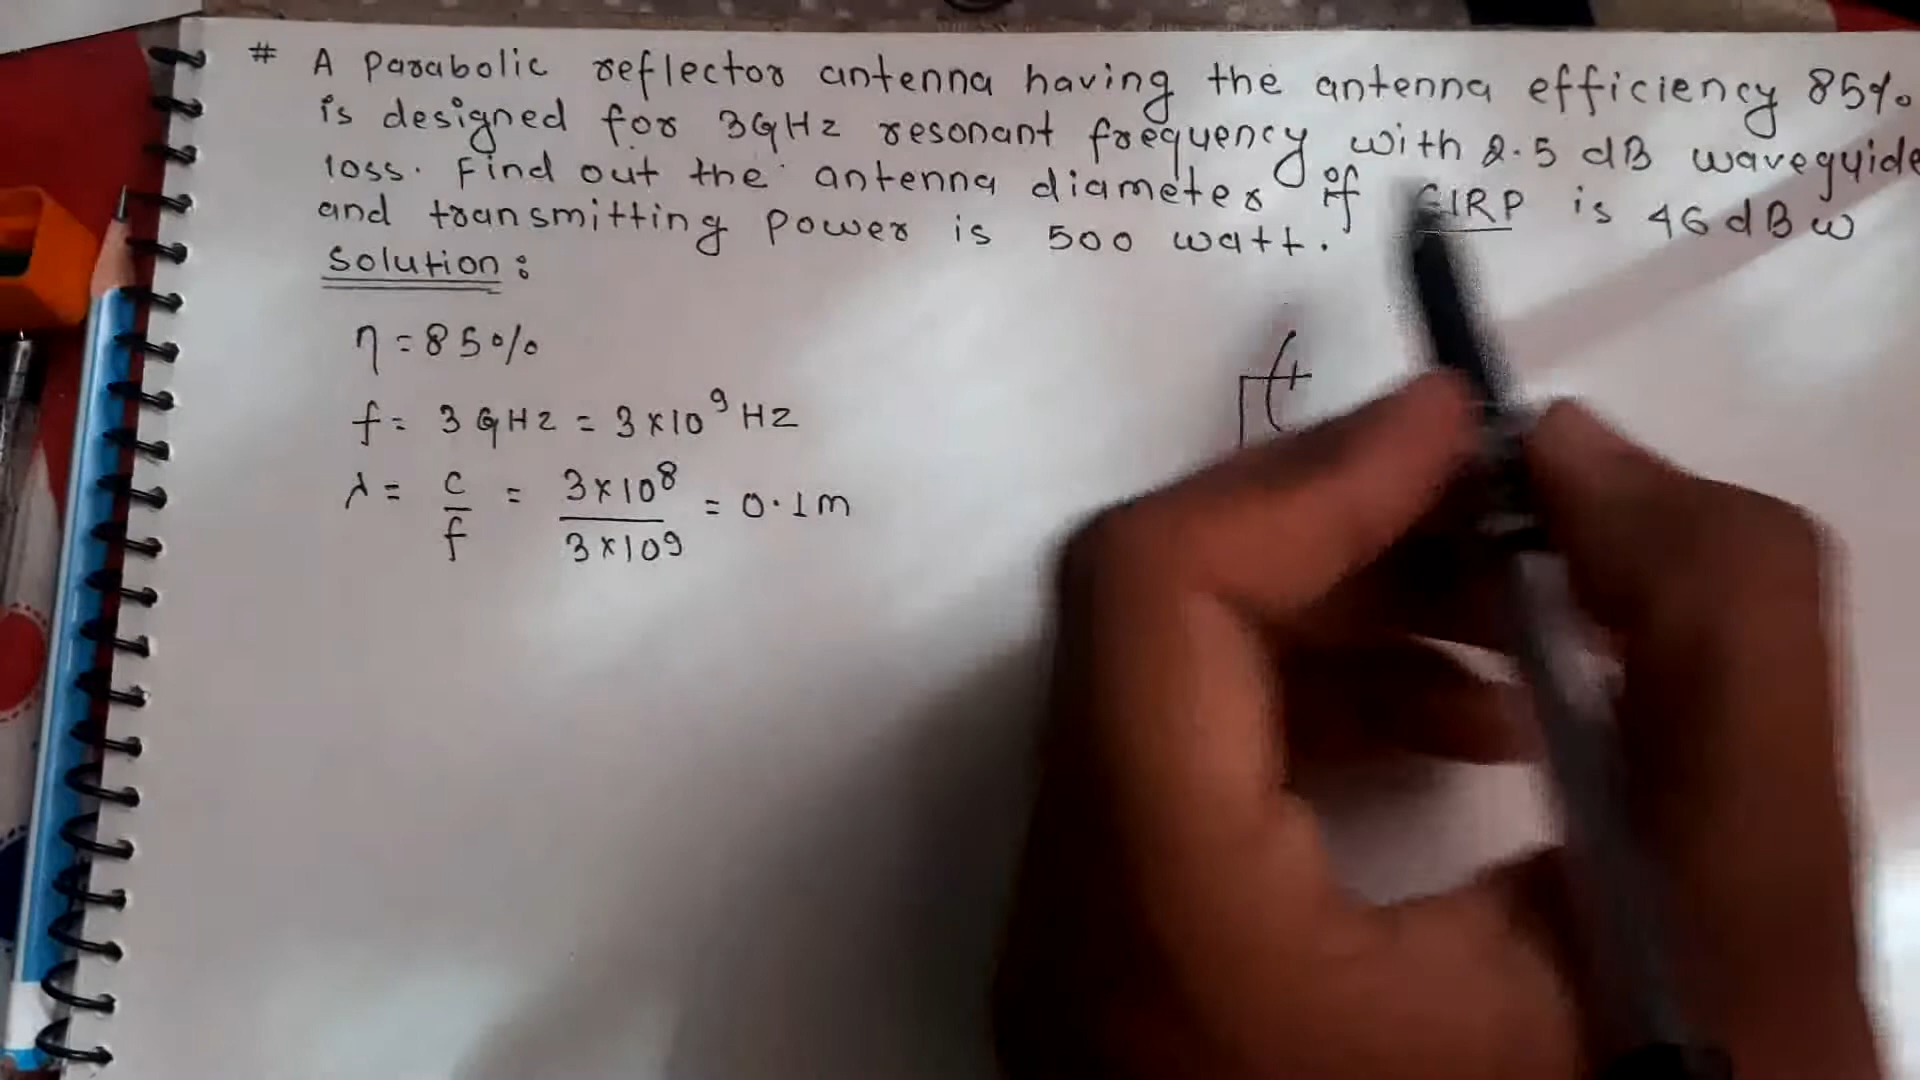 # A parabolic reflector antenna having the antenna efficiency 85%
is designed for 3GHz resonant frequency with 2.5 dB waveguide
loss. Find out the antenna diameter of if EIRP is 46 dBw
and transmitting power is 500 watt.
Solution:
η = 85%
f = 3 GHz = 3×10⁹ HZ
λ = c/f = 3×10⁸/3×10⁹ = 0.1m